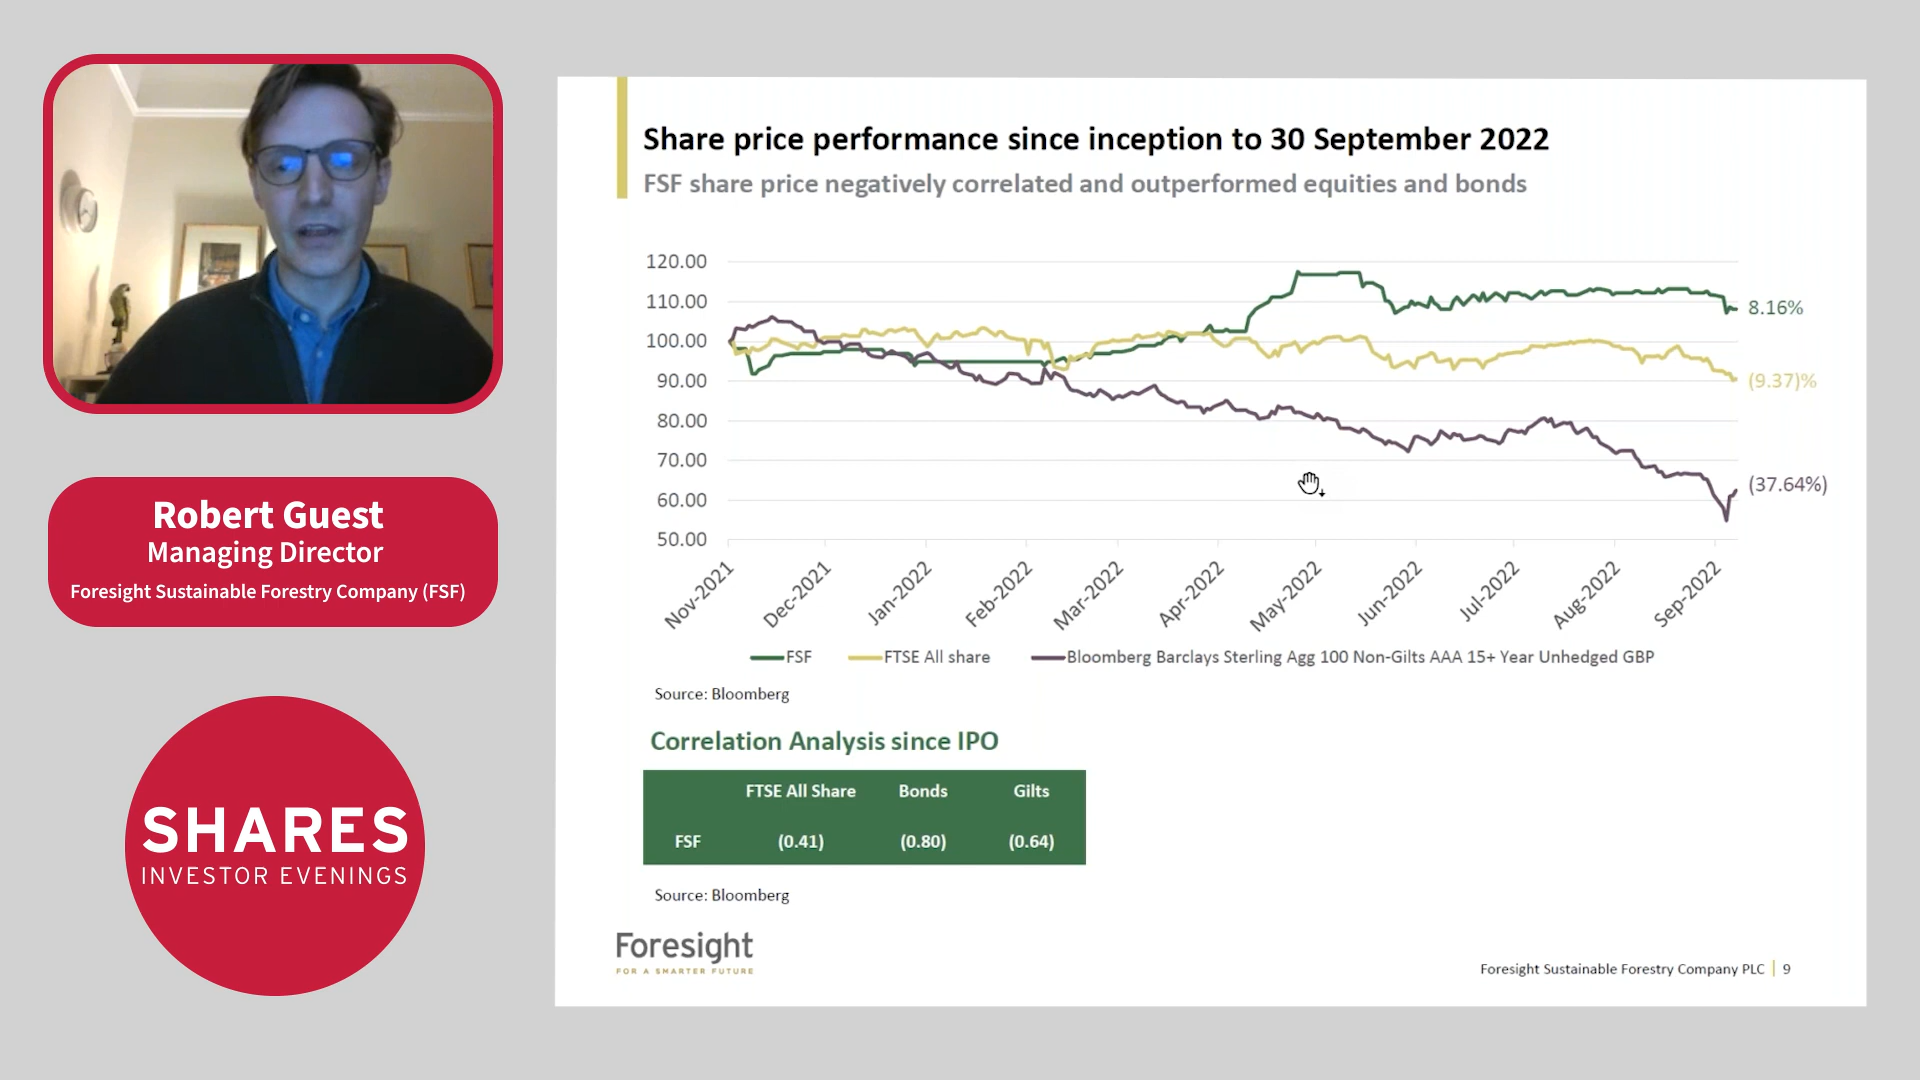 Robert Guest
Managing Director
Foresight Sustainable Forestry Company (FSF)
SHARES
INVESTOR EVENINGS
Share price performance since inception to 30 September 2022
FSF share price negatively correlated and outperformed equities and bonds
120.00
110.00
100.00
90.00
80.00
70.00
60.00
50.00
8.16%
(9.37)%
(37.64%)
Nov-2021
Dec-2021
Jan-2022
Feb-2022
Mar-2022
Apr-2022
May-2022
Jun-2022
Jul-2022
Aug-2022
Sep-2022
FSF FTSE All share Bloomberg Barclays Sterling Agg 100 Non-Gilts AAA 15+ Year Unhedged GBP
Source: Bloomberg
Correlation Analysis since IPO
FTSE All Share Bonds Gilts
FSF (0.41) (0.80) (0.64)
Source: Bloomberg
Foresight
FOR A SMARTER FUTURE
Foresight Sustainable Forestry Company PLC | 9